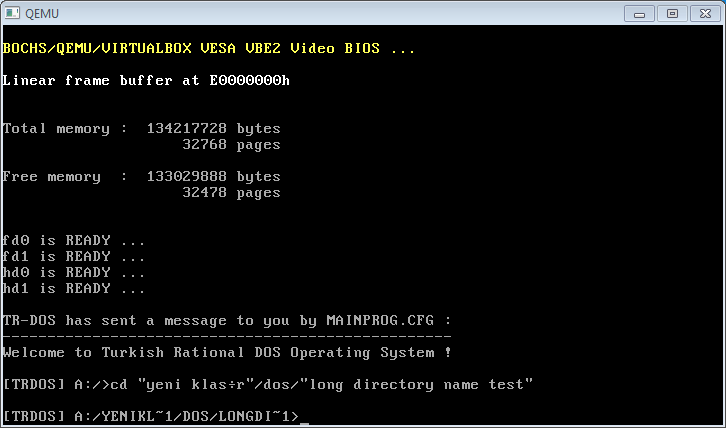 QEMU
BOCHS/QEMU/VIRTUALBOX VESA VBE2 Video BIOS ...
Linear frame buffer at E0000000h
Total memory :  134217728 bytes
32768 pages
Free memory  :  133029888 bytes
32478 pages
fd0 is READY ...
fd1 is READY ...
hd0 is READY ...
hd1 is READY ...
TR-DOS has sent a message to you by MAINPROG.CFG :
--------------------------------------------------
Welcome to Turkish Rational DOS Operating System !
[TRDOS] A:/>cd "yeni klas÷r"/dos/"long directory name test"
[TRDOS] A:/YENIKL~1/DOS/LONGDI~1>_